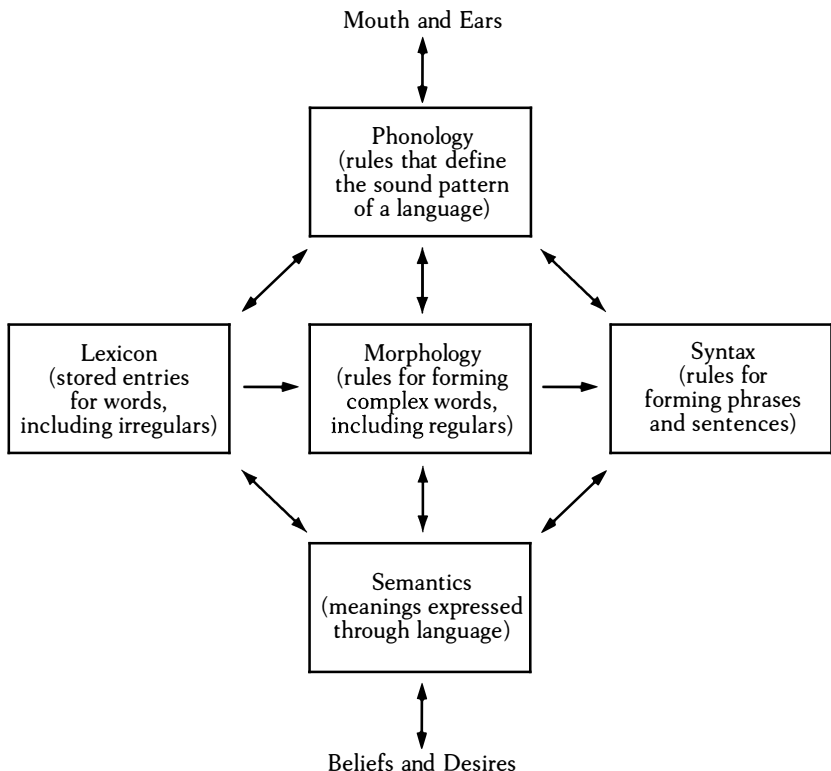 Mouth and Ears
Phonology
(rules that define
the sound pattern
of a language)
Lexicon
(stored entries
for words,
including irregulars)
Morphology
(rules for forming
complex words,
including regulars)
Syntax
(rules for
forming phrases
and sentences)
Semantics
(meanings expressed
through language)
Beliefs and Desires